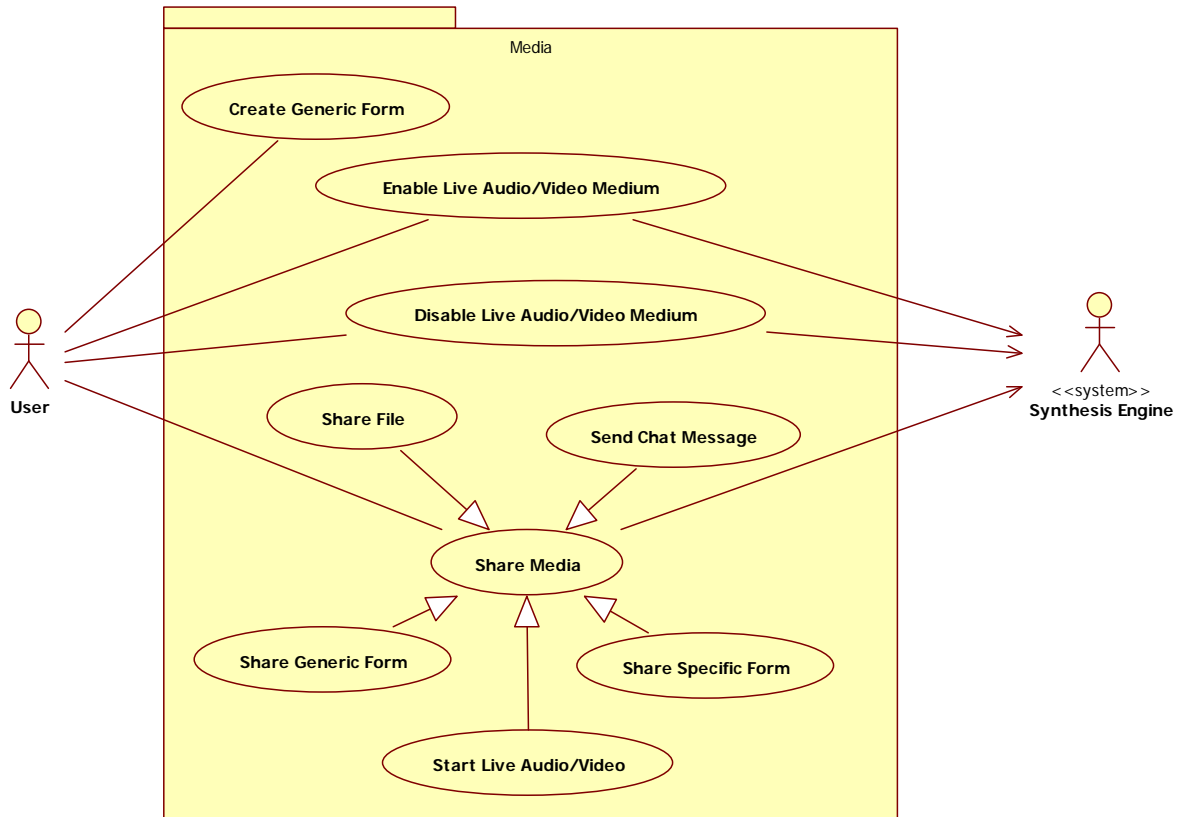 Media
Create Generic Form
Enable Live Audio/Video Medium
Disable Live Audio/Video Medium
User
<<system>>
Synthesis Engine
Share File
Send Chat Message
Share Media
Share Generic Form
Share Specific Form
Start Live Audio/Video